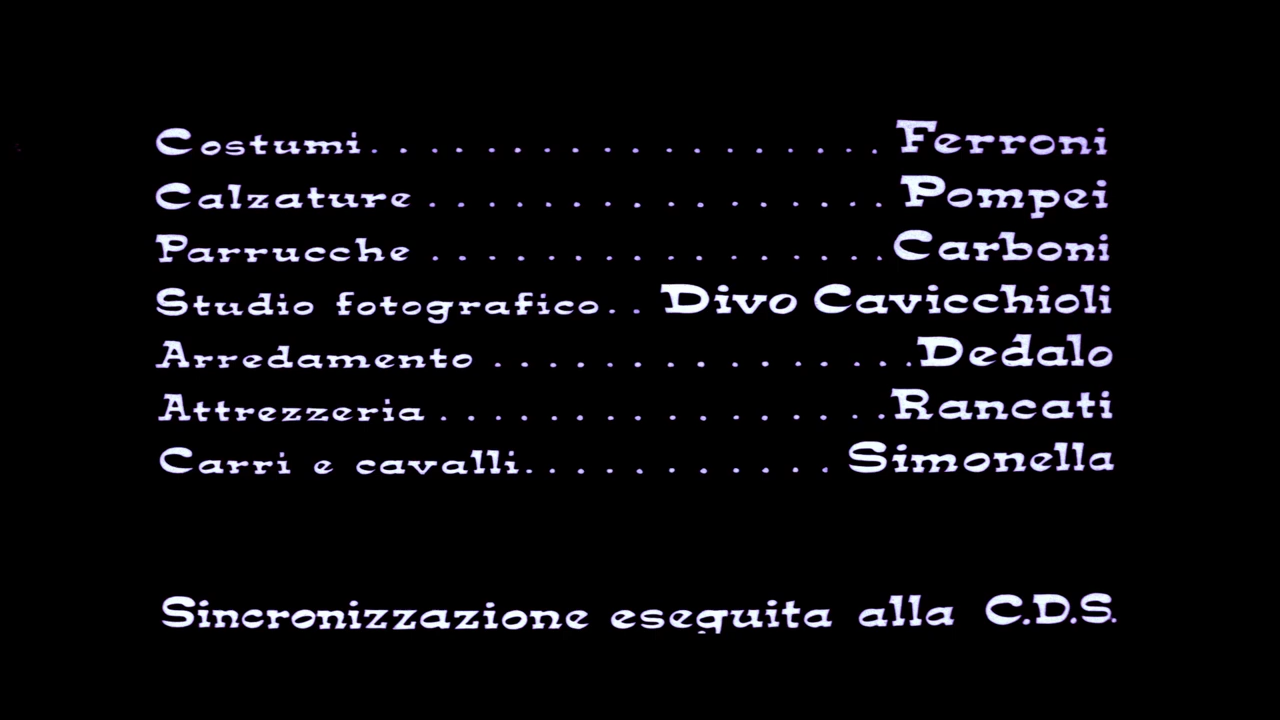 Costumi. . . . . . . . . . . . . . . . . . Ferroni
Calzature . . . . . . . . . . . . . . . . Pompei
Parrucche . . . . . . . . . . . . . . . . Carboni
Studio fotografico. . Divo Cavicchioli
Arredamento . . . . . . . . . . . . . . . Dedalo
Attrezzeria . . . . . . . . . . . . . . . . Rancati
Carri e cavalli. . . . . . . . . . . Simonella
Sincronizzazione eseguita alla C.D.S.